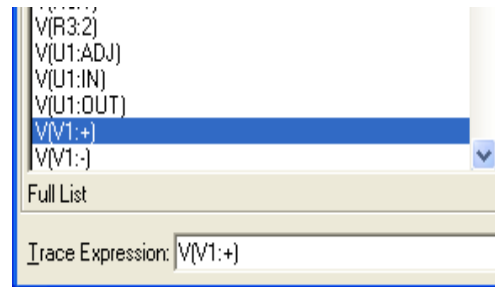 V(R3:2)
V(U1:ADJ)
V(U1:IN)
V(U1:OUT)
V(V1:+)
V(V1:-)
Full List
Trace Expression: V(V1:+)